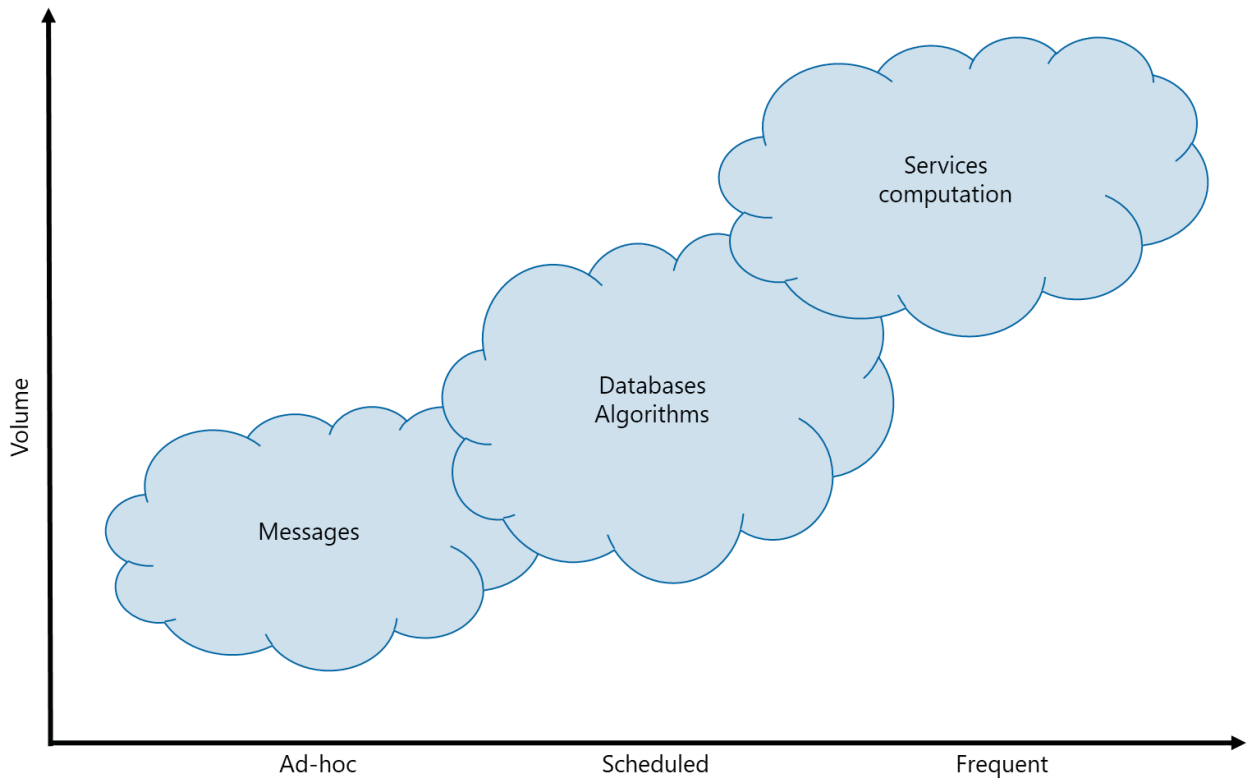 Services
computation
Databases
Algorithms
Volume
Messages
Ad-hoc
Scheduled
Frequent